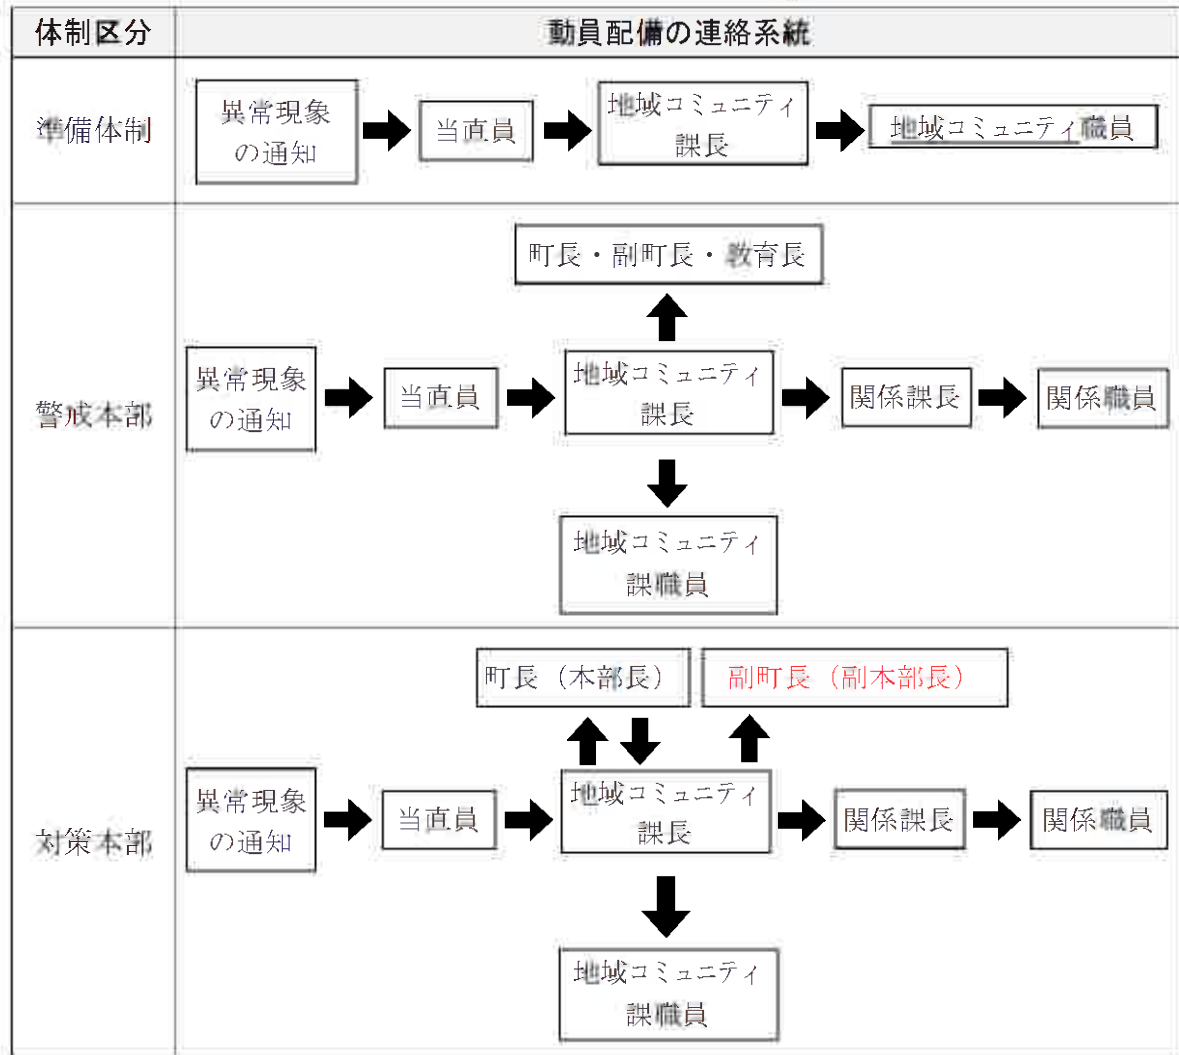 体制区分
動員配備の連絡系統
準備体制
異常現象
の通知
当直員
地域コミュニティ
課長
地域コミュニティ職員
警戒本部
町長・副町長・教育長
異常現象
の通知
当直員
地域コミュニティ
課長
関係課長
関係職員
地域コミュニティ
課職員
対策本部
町長（本部長）
副町長（副本部長）
異常現象
の通知
当直員
地域コミュニティ
課長
関係課長
関係職員
地域コミュニティ
課職員